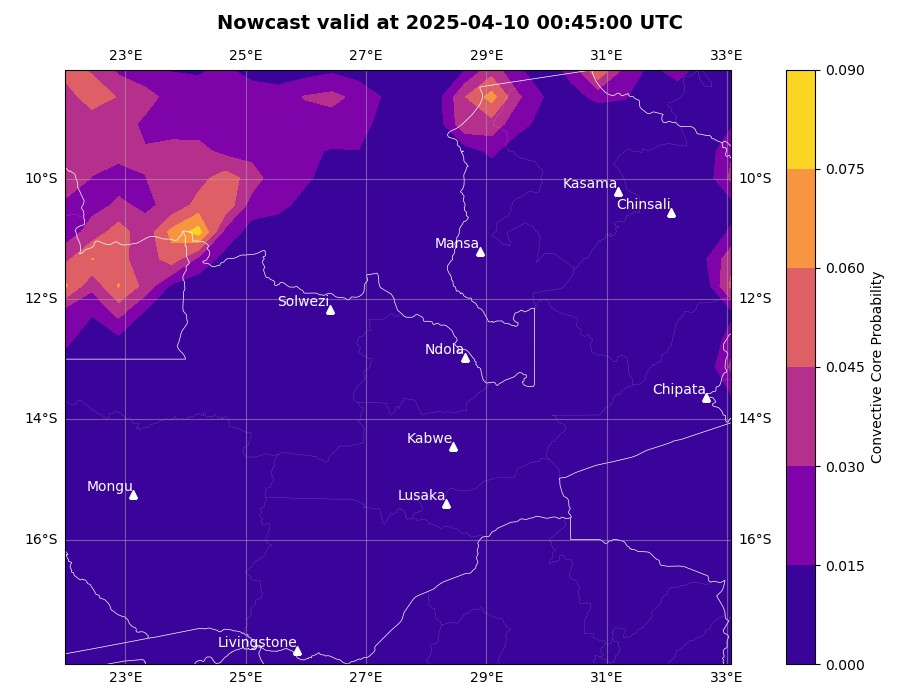 Nowcast valid at 2025-04-10 00:45:00 UTC
23°E 25°E 27°E 29°E 31°E 33°E
0.090
0.075
10°S Kasama 10°S
Chinsali
Mansa
0.060
12°S Solwezi 12°S
Ndola
0.045
Chipata
14°S 14°S
Kabwe
0.030
Mongu
Lusaka
16°S 16°S
0.015
Livingstone
0.000
23°E 25°E 27°E 29°E 31°E 33°E
Convective Core Probability